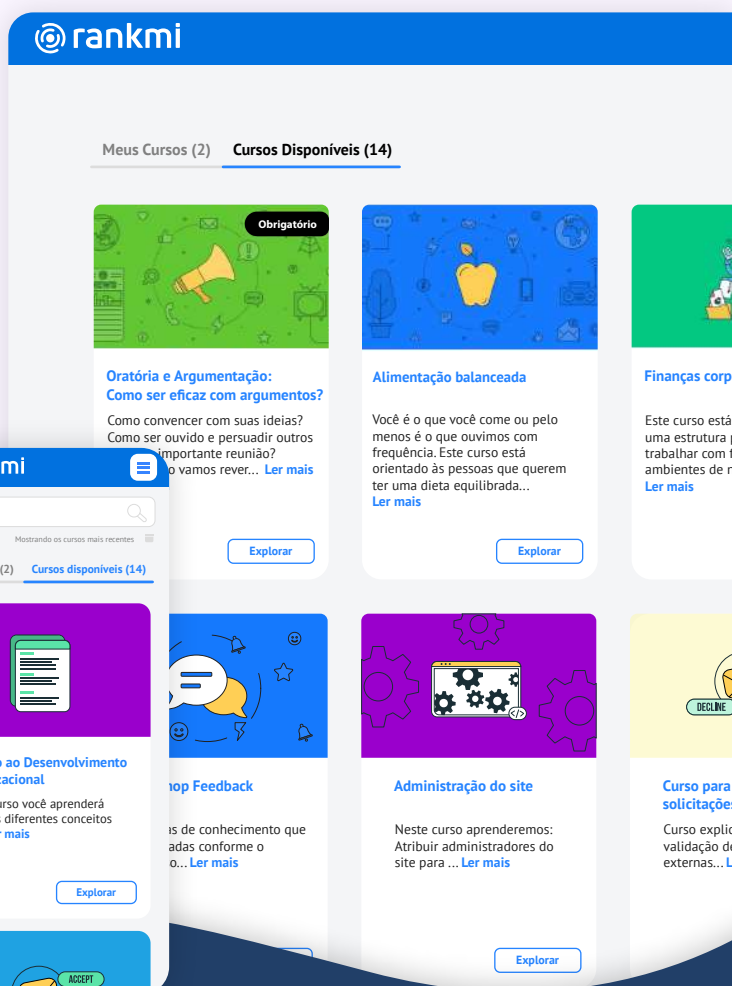 rankmi
Meus Cursos (2) Cursos Disponíveis (14)
Obrigatório
Oratória e Argumentação:
Como ser eficaz com argumentos?
Como convencer com suas ideias?
Como ser ouvido e persuadir outros
importante reunião?
vamos rever... Ler mais
Explorar
Alimentação balanceada
Você é o que você come ou pelo
menos é o que ouvimos com
frequência. Este curso está
orientado às pessoas que querem
ter uma dieta equilibrada...
Ler mais
Explorar
Finanças corp
Este curso está
uma estrutura
trabalhar com
ambientes de
Ler mais
mi
Mostrando os cursos mais recentes
(2) Cursos disponíveis (14)
ao Desenvolvimento
zacional
urso você aprenderá
s diferentes conceitos
r mais
Explorar
ACCEPT
hop Feedback
as de conhecimento que
adas conforme o
o... Ler mais
Administração do site
Neste curso aprenderemos:
Atribuir administradores do
site para ... Ler mais
Explorar
DECLINE
Curso para
solicitações
Curso explic
validação de
externas...